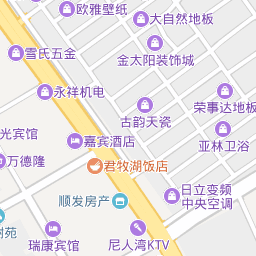 欧雅壁纸
大自然地板
雪氏五金
金太阳装饰城
永祥机电
荣事达地板
古韵天瓷
光宾馆
嘉宾酒店
亚林卫浴
万德隆
君牧湖饭店
日立变频
中央空调
顺发房产
尉苑
瑞康宾馆
尼人湾KTV